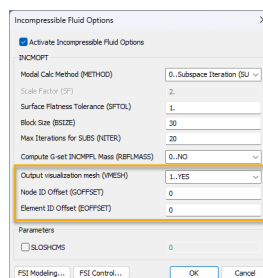 Incompressible Fluid Options
Activate Incompressible Fluid Options
INCMOPT
Modal Calc Method (METHOD) 0..Subspace Iteration (SU
Scale Factor (SF) 2.
Surface Flatness Tolerance (SFTOL) 1.
Block Size (BSIZE) 30
Max Iterations for SUBS (NITER) 20
Compute G-set INCMPFL Mass (RBFLMASS) 0..NO
Output visualization mesh (VMESH) 1..YES
Node ID Offset (GOFFSET) 0
Element ID Offset (EOFFSET) 0
Parameters
SLOSHCMS 0
FSI Modeling... FSI Control... OK Cancel